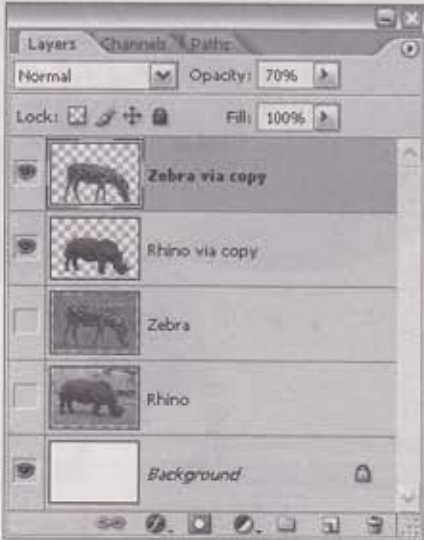 Layers Channels Paths
Normal Opacity: 70%
Lock: Fill: 100%
Zebra via copy
Rhino via copy
Zebra
Rhino
Background